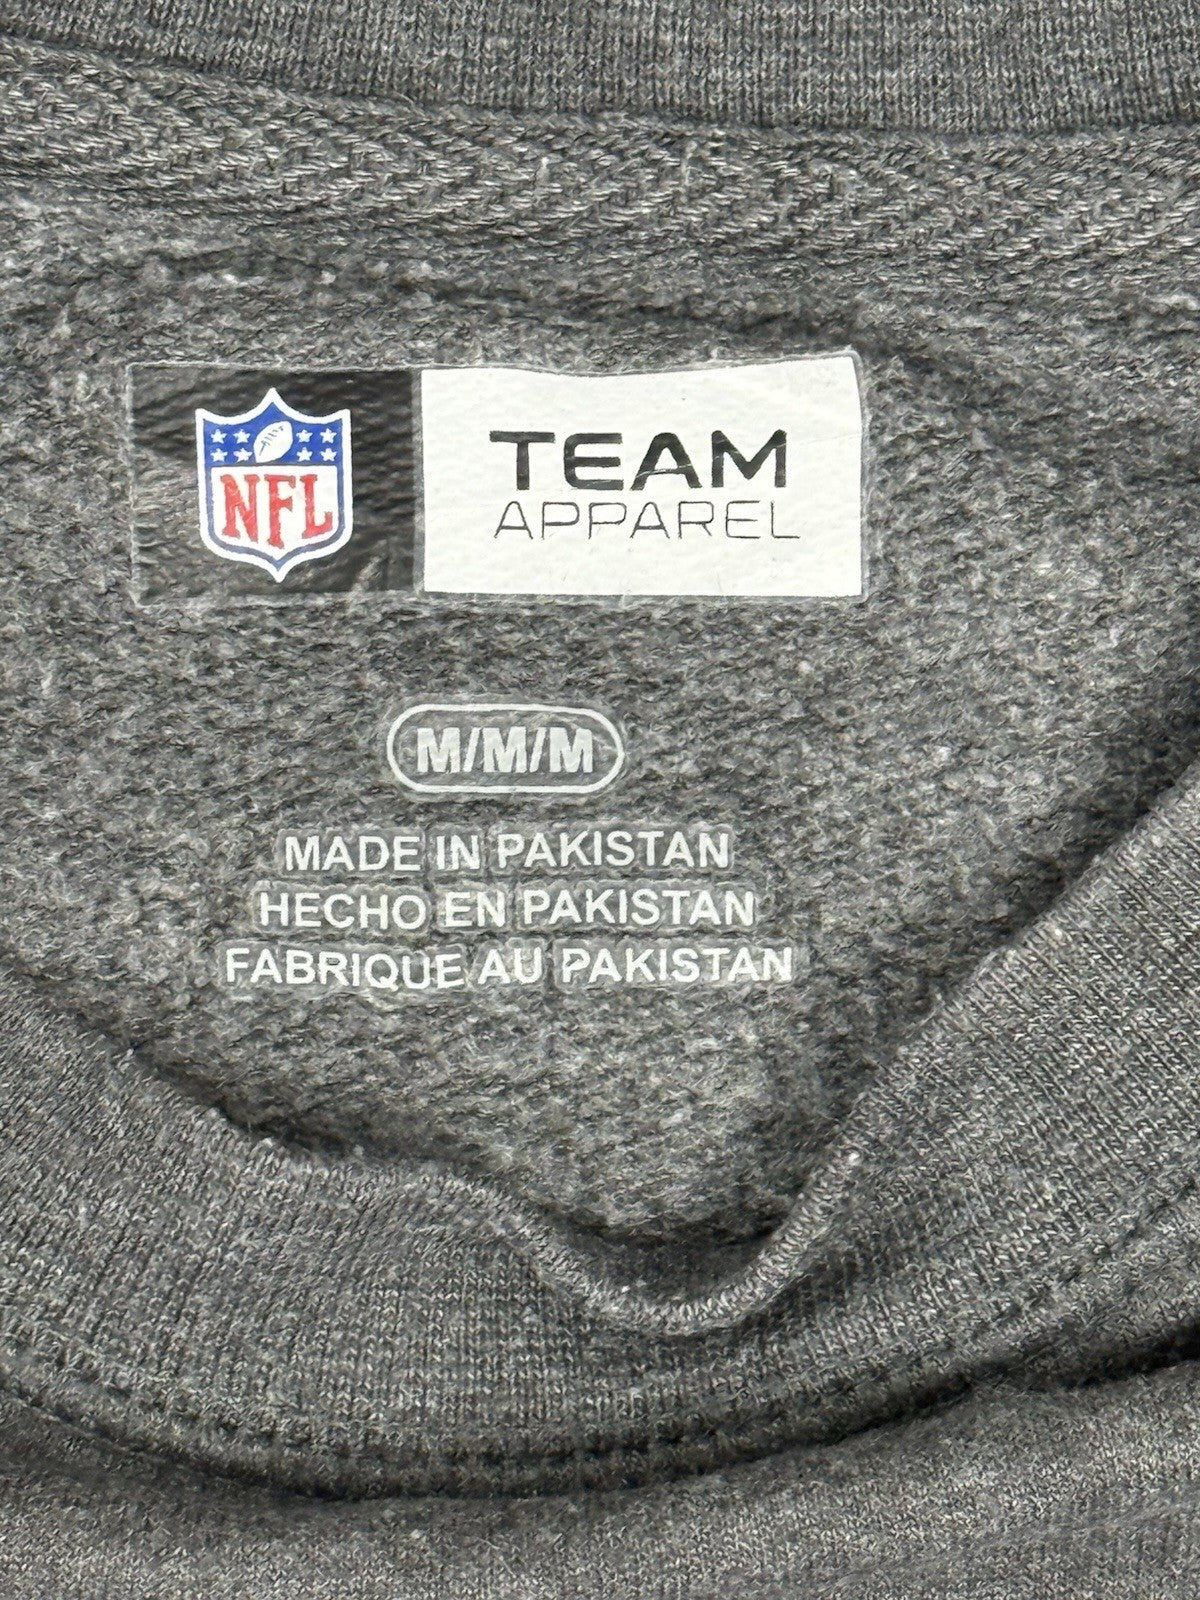 NFL
TEAM
APPAREL
M/M/M
MADE IN PAKISTAN
HECHO EN PAKISTAN
FABRIQUE AU PAKISTAN